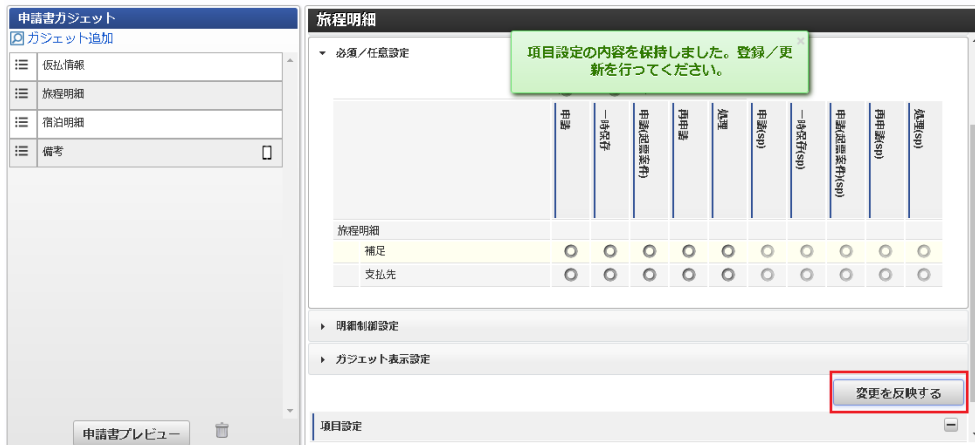 申請書ガジェット
ガジェット追加
仮払情報
旅程明細
宿泊明細
備考
申請書プレビュー
旅程明細
必須／任意設定
項目設定の内容を保持しました。登録／更
新を行ってください。
申請
一時保存
申請(起票案件)
再申請
処理
申請(sp)
一時保存(sp)
申請(起票案件)(sp)
再申請(sp)
処理(sp)
旅程明細
補足
支払先
明細制御設定
ガジェット表示設定
変更を反映する
項目設定